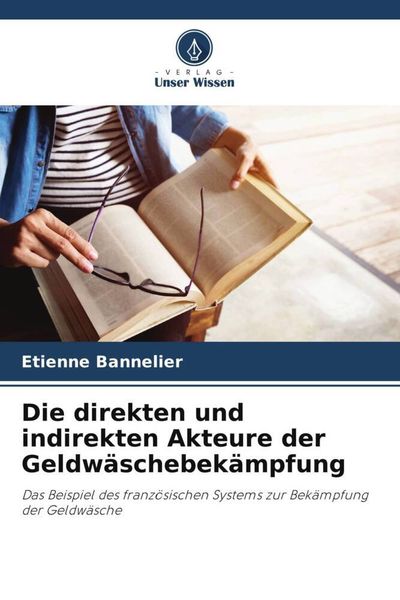 - V E R L A G -
Unser Wissen
Etienne Bannelier
Die direkten und
indirekten Akteure der
Geldwäschebekämpfung
Das Beispiel des französischen Systems zur Bekämpfung
der Geldwäsche